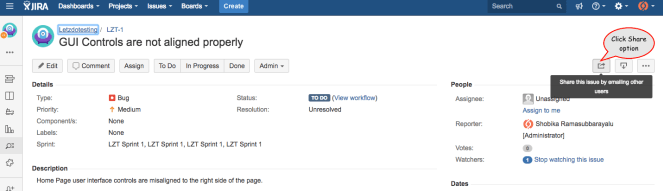 JIRA Dashboards Projects Issues Boards Create Search
Letzdotesting / LZT-1
GUI Controls are not aligned properly
Click Share
option
Edit Comment Assign To Do In Progress Done Admin
Share this issue by emailing other
users
Details
Type: Bug Status: TO DO (View workflow)
Priority: Medium Resolution: Unresolved
Component/s: None
Labels: None
Sprint: LZT Sprint 1, LZT Sprint 1, LZT Sprint 1, LZT Sprint 1
People
Assignee: Unassigned
Assign to me
Reporter: Shobika Ramasubbarayalu
[Administrator]
Votes: 0
Watchers: 1 Stop watching this issue
Description
Home Page user interface controls are misaligned to the right side of the page.
Dates